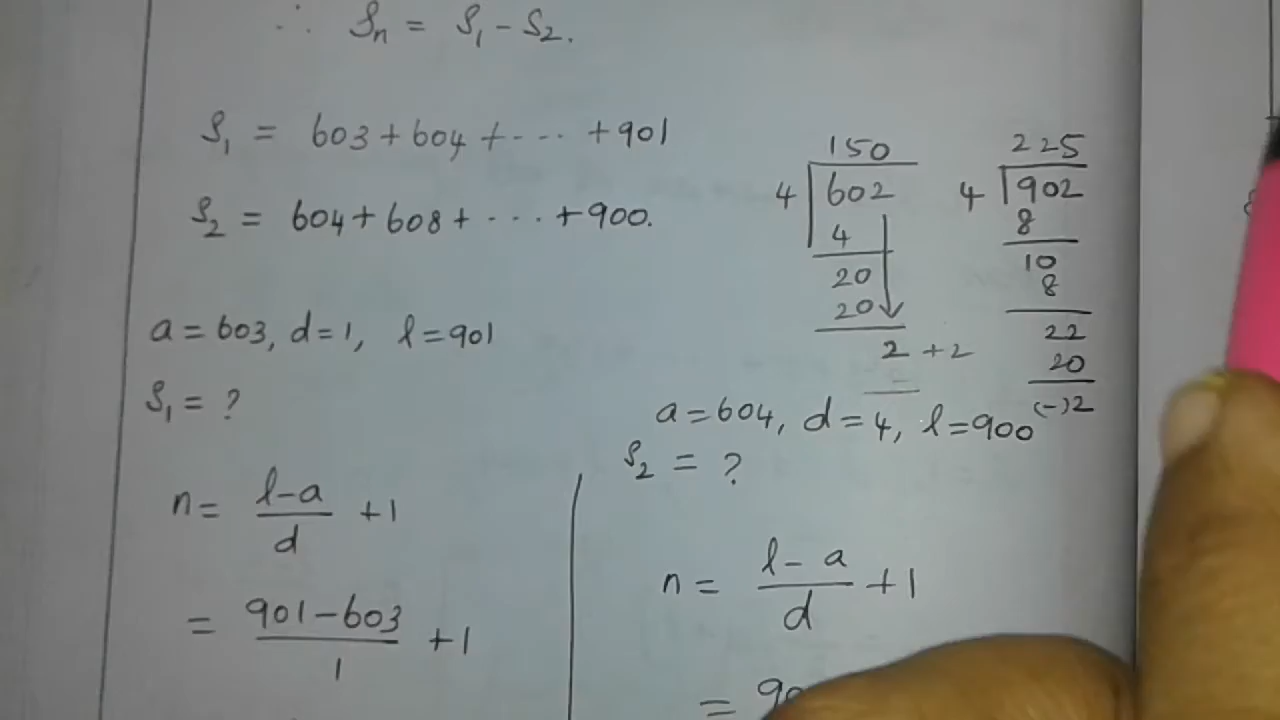 ∴ Sn = S₁ - S₂.
S₁ = 603 + 604 + - - - + 901
S₂ = 604 + 608 + - - - + 900.
150
4 602
4
20
20
2 +2
225
4 902
8
10
8
22
20
(-) 2
a = 603, d = 1, l = 901
S₁ = ?
n = l - a / d + 1
= 901 - 603 / 1 + 1
a = 604, d = 4, l = 900
S₂ = ?
n = l - a / d + 1
= 90